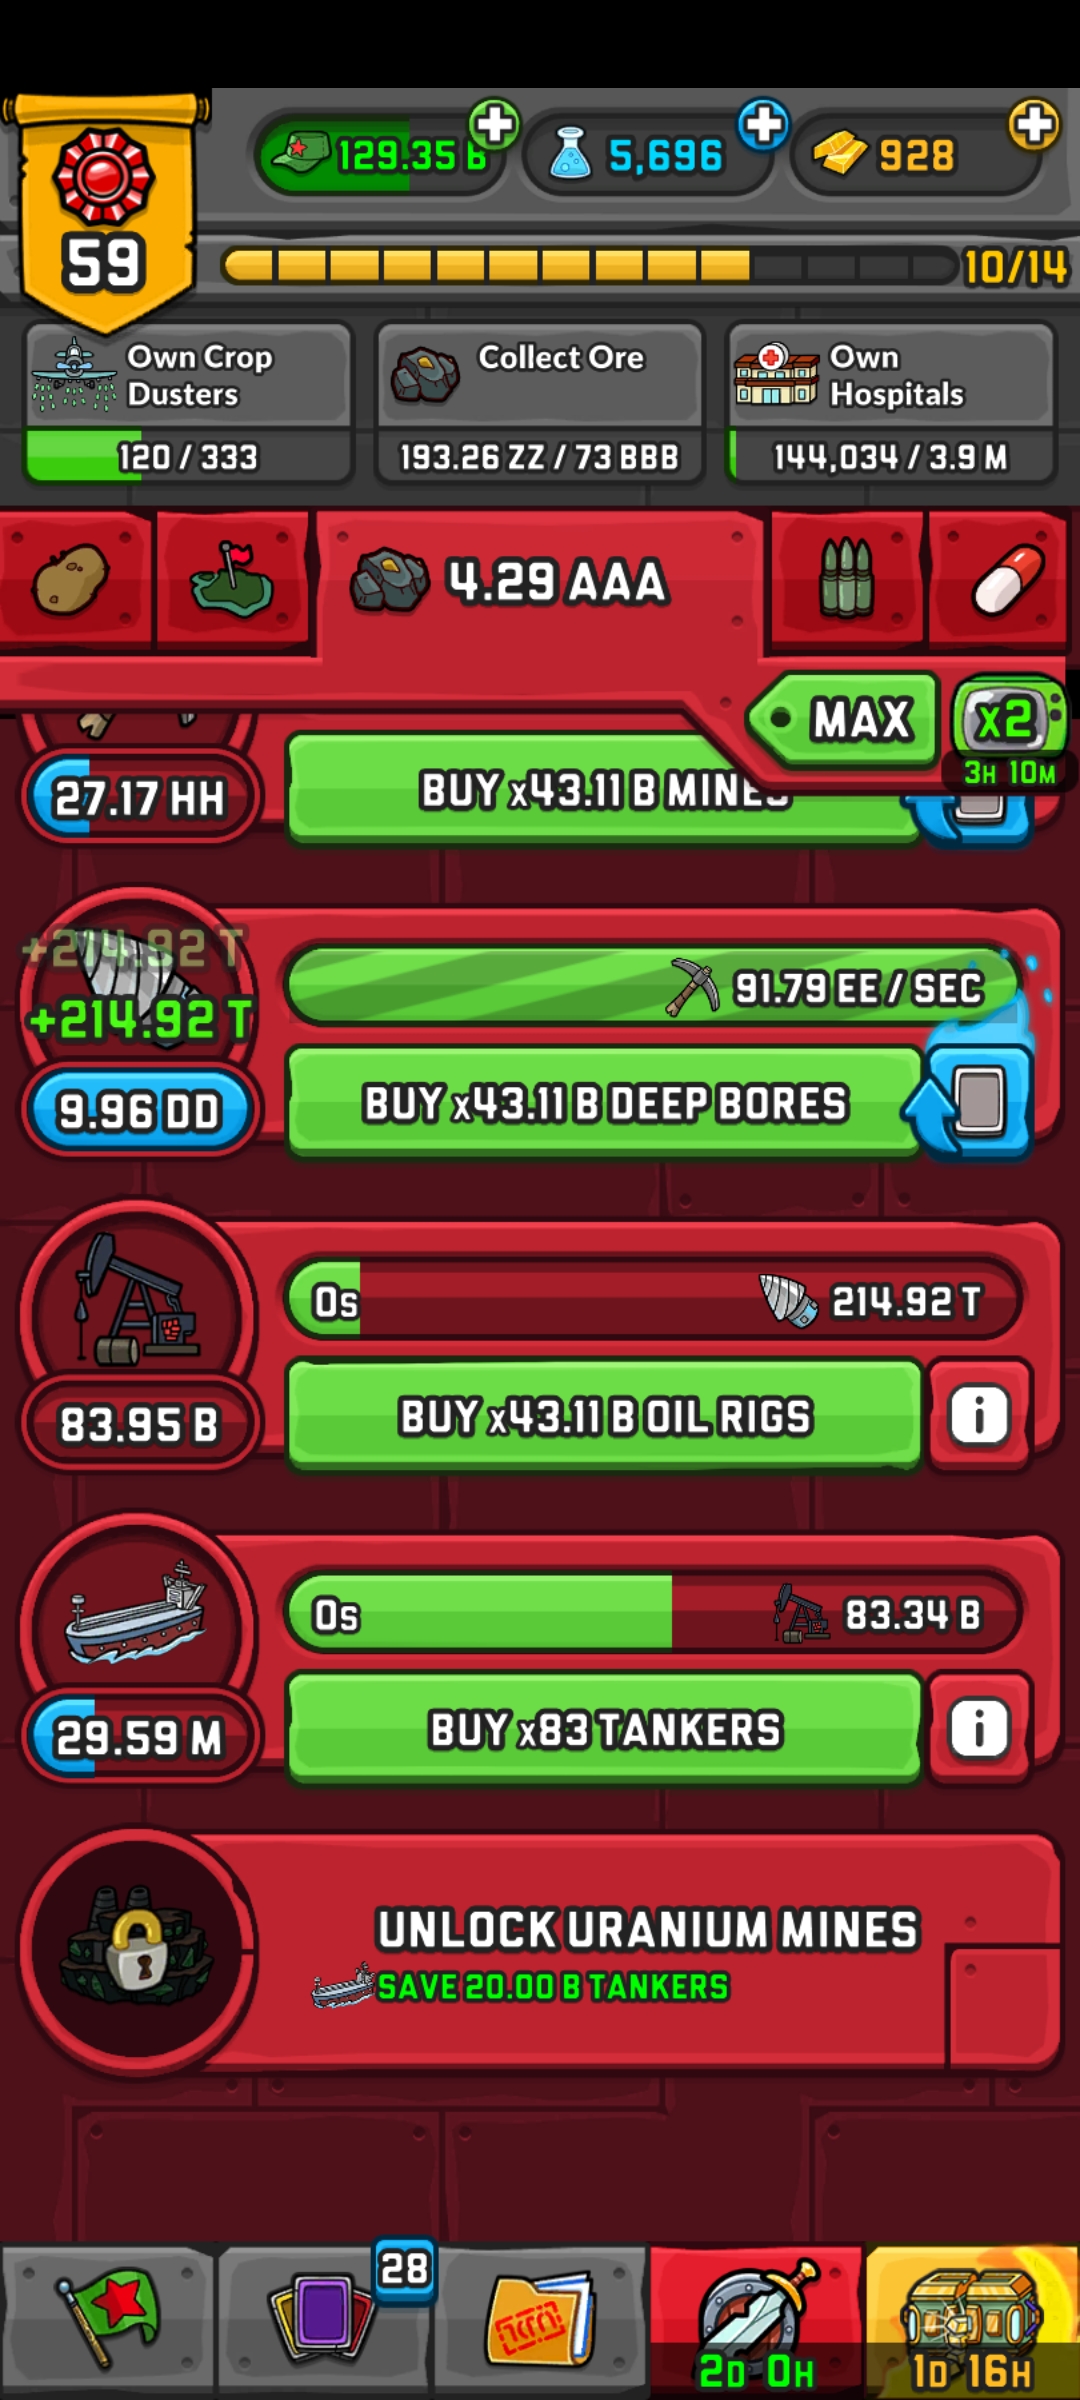 129.35 B
5,696
928
59
10/14
Own Crop
Dusters
120 / 333
Collect Ore
193.26 ZZ / 73 BBB
Own
Hospitals
144,034 / 3.9 M
4.29 AAA
MAX
x2
3H 10M
27.17 HH
BUY x43.11 B MINES
+214.92 T
+214.92 T
91.79 EE / SEC
9.96 DD
BUY x43.11 B DEEP BORES
0s
214.92 T
83.95 B
BUY x43.11 B OIL RIGS
i
0s
83.34 B
29.59 M
BUY x83 TANKERS
i
UNLOCK URANIUM MINES
SAVE 20.00 B TANKERS
28
2D 0H
1D 16H